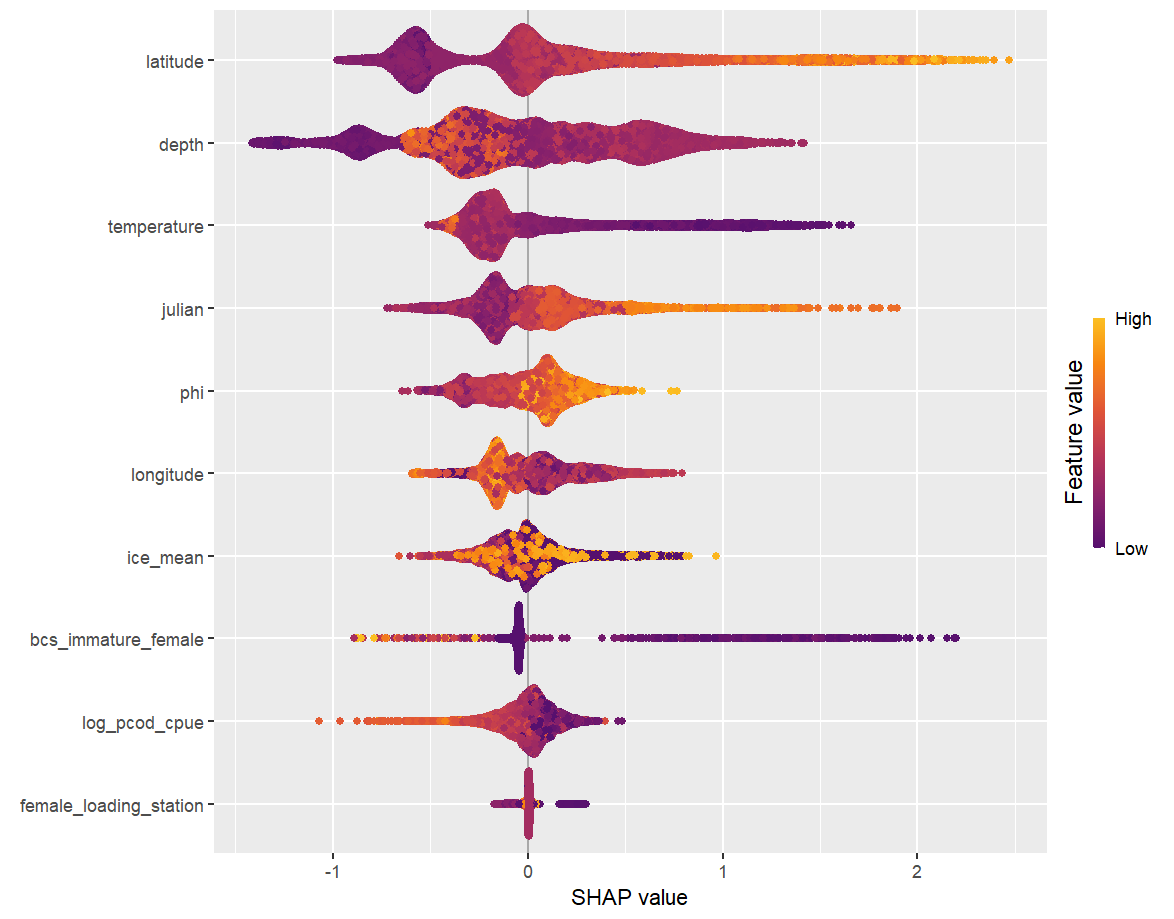 latitude
depth
temperature
julian
phi
longitude
ice_mean
bcs_immature_female
log_pcod_cpue
female_loading_station
-1
0
1
2
SHAP value
Feature value
High
Low